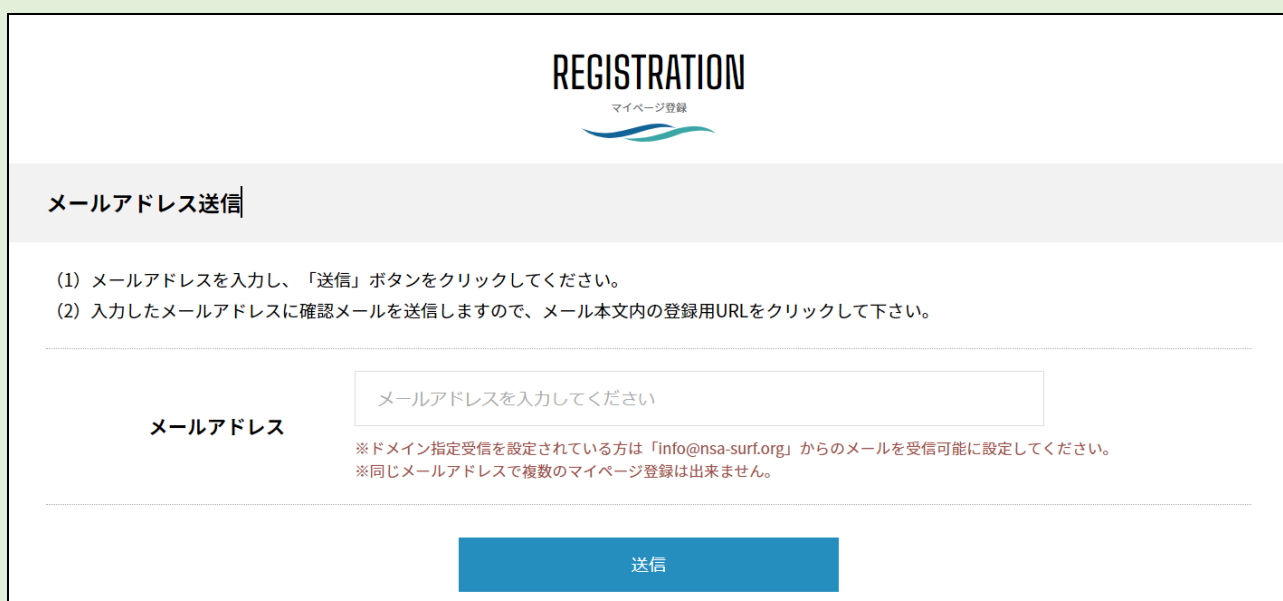 REGISTRATION
マイページ登録
メールアドレス送信
（1）メールアドレスを入力し、「送信」ボタンをクリックしてください。
（2）入力したメールアドレスに確認メールを送信しますので、メール本文内の登録用URLをクリックして下さい。
メールアドレス
メールアドレスを入力してください
※ドメイン指定受信を設定されている方は「info@nsa-surf.org」からのメールを受信可能に設定してください。
※同じメールアドレスで複数のマイページ登録は出来ません。
送信